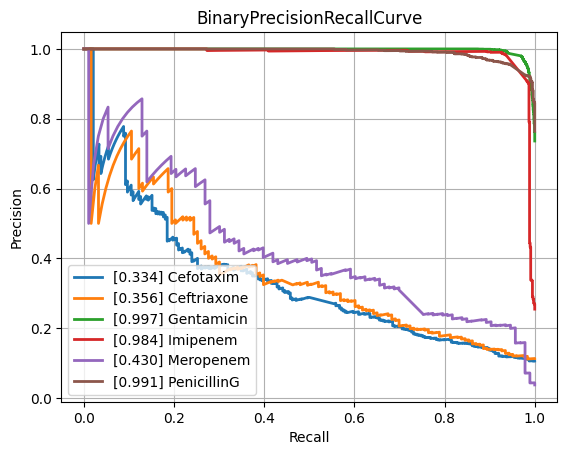 BinaryPrecisionRecallCurve
Precision
1.0
0.8
0.6
0.4
0.2
0.0
[0.334] Cefotaxim
[0.356] Ceftriaxone
[0.997] Gentamicin
[0.984] Imipenem
[0.430] Meropenem
[0.991] PenicillinG
0.0 0.2 0.4 0.6 0.8 1.0
Recall